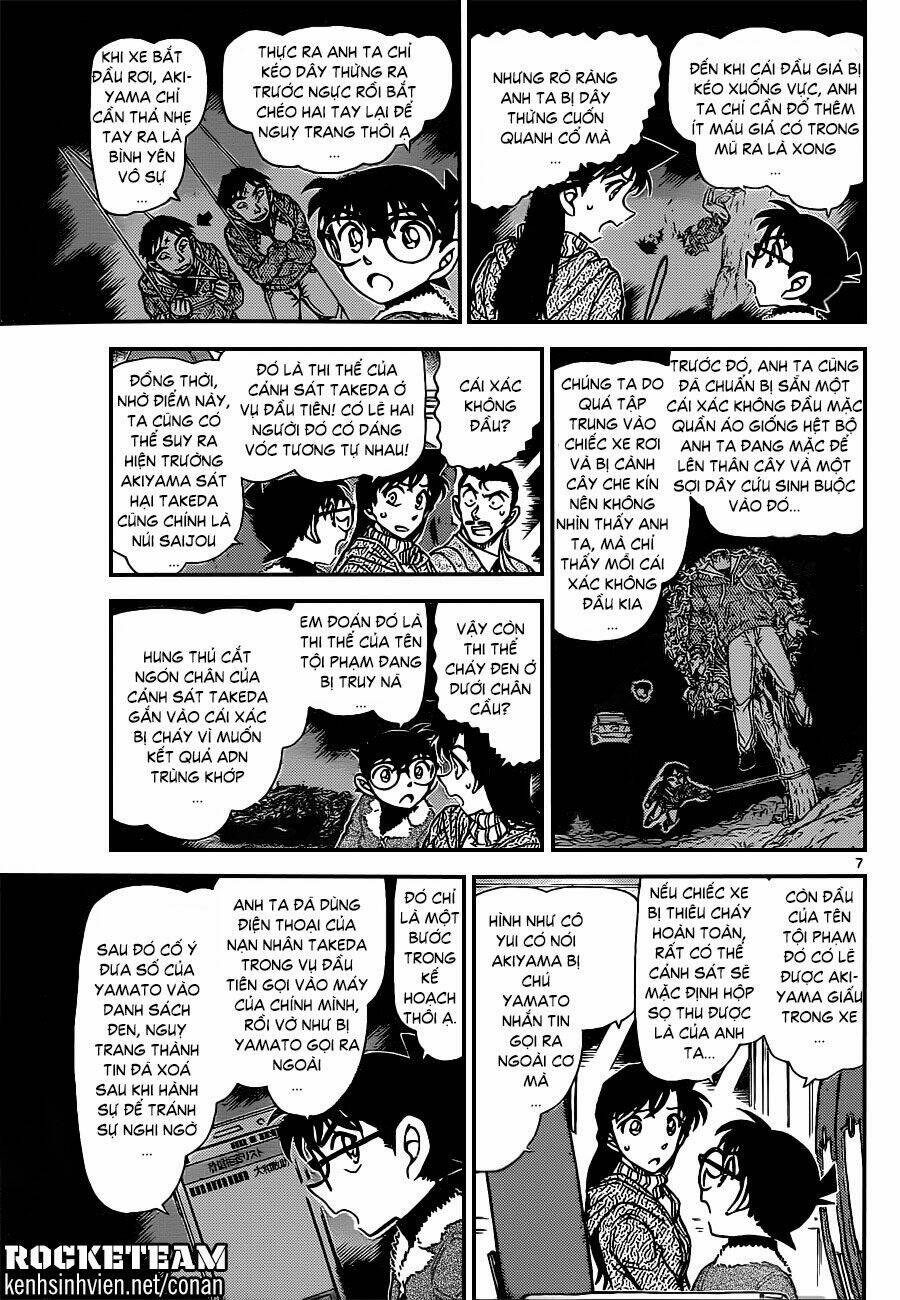 ĐẾN KHI CÁI ĐẦU GIẢ BỊ
KÉO XUỐNG VỰC, ANH
TA CHỈ CẦN ĐỔ THÊM
ÍT MÁU GIẢ CÓ TRONG
MŨ RA LÀ XONG
...
NHƯNG RÕ RÀNG
ANH TA BỊ DÂY
THỪNG CUỐN
QUANH CỔ MÀ
...
THỰC RA ANH TA CHỈ
KÉO DÂY THỪNG RA
TRƯỚC NGỰC RỒI BẮT
CHÉO HAI TAY LẠI ĐỂ
NGỤY TRANG THÔI Ạ
...
KHI XE BẮT
ĐẦU RƠI, AKI-
YAMA CHỈ
CẦN THẢ NHẸ
TAY RA LÀ
BÌNH YÊN
VÔ SỰ
...
TRƯỚC ĐÓ, ANH TA CŨNG
ĐÃ CHUẨN BỊ SẴN MỘT
CÁI XÁC KHÔNG ĐẦU MẶC
QUẦN ÁO GIỐNG HỆT BỘ
ANH TA ĐANG MẶC ĐỂ
LÊN THÂN CÂY VÀ MỘT
SỢI DÂY CỨU SINH BUỘC
VÀO ĐÓ...
CHÚNG TA DO
QUÁ TẬP
TRUNG VÀO
CHIẾC XE RƠI
VÀ BỊ CÀNH
CÂY CHE KÍN
NÊN KHÔNG
NHÌN THẤY ANH
TA, MÀ CHỈ
THẤY MỖI CÁI
XÁC KHÔNG
ĐẦU KIA
...
CÁI XÁC
KHÔNG
ĐẦU?
ĐÓ LÀ THI THỂ CỦA
CẢNH SÁT TAKEDA Ở
VỤ ĐẦU TIÊN! CÓ LẼ HAI
NGƯỜI ĐÓ CÓ DÁNG
VÓC TƯƠNG TỰ NHAU!
ĐỒNG THỜI,
NHỜ ĐIỂM NÀY,
TA CŨNG CÓ
THỂ SUY RA
HIỆN TRƯỜNG
AKIYAMA SÁT
HẠI TAKEDA
CŨNG CHÍNH LÀ
NÚI SAIJOU
...
VẬY CÒN
THI THỂ
CHÁY ĐEN Ở
DƯỚI CHÂN
CẦU?
EM ĐOÁN ĐÓ LÀ
THI THỂ CỦA TÊN
TỘI PHẠM ĐANG
BỊ TRUY NÃ
...
HUNG THỦ CẮT
NGÓN CHÂN CỦA
CẢNH SÁT TAKEDA
GẮN VÀO CÁI XÁC
BỊ CHÁY VÌ MUỐN
KẾT QUẢ ADN
TRÙNG KHỚP
...
7
CÒN ĐẦU
CỦA TÊN
TỘI PHẠM
ĐÓ CÓ LẼ
ĐƯỢC AKI-
YAMA GIẤU
TRONG XE
...
NẾU CHIẾC XE
BỊ THIÊU CHÁY
HOÀN TOÀN,
RẤT CÓ THỂ
CẢNH SÁT SẼ
MẶC ĐỊNH HỘP
SỌ THU ĐƯỢC
LÀ CỦA ANH
TA...
HÌNH NHƯ CÔ
YUI CÓ NÓI
AKIYAMA BỊ
CHÚ
YAMATO
NHẮN TIN
GỌI RA
NGOÀI CƠ
MÀ
...
ĐÓ CHỈ
LÀ MỘT
BƯỚC
TRONG
KẾ
HOẠCH
THÔI Ạ.
ANH TA ĐÃ DÙNG
ĐIỆN THOẠI CỦA
NẠN NHÂN TAKEDA
TRONG VỤ ĐẦU
TIÊN GỌI VÀO MÁY
CỦA CHÍNH MÌNH,
RỒI VỜ NHƯ BỊ
YAMATO GỌI RA
NGOÀI
...
SAU ĐÓ CỐ Ý
ĐƯA SỐ CỦA
YAMATO VÀO
DANH SÁCH
ĐEN, NGỤY
TRANG THÀNH
TIN ĐÃ XOÁ
SAU KHI HÀNH
SỰ ĐỂ TRÁNH
SỰ NGHI NGỜ
...
着信拒否リスト
大和敢助
ROCKETEAM
kenhsinhvien.net/conan